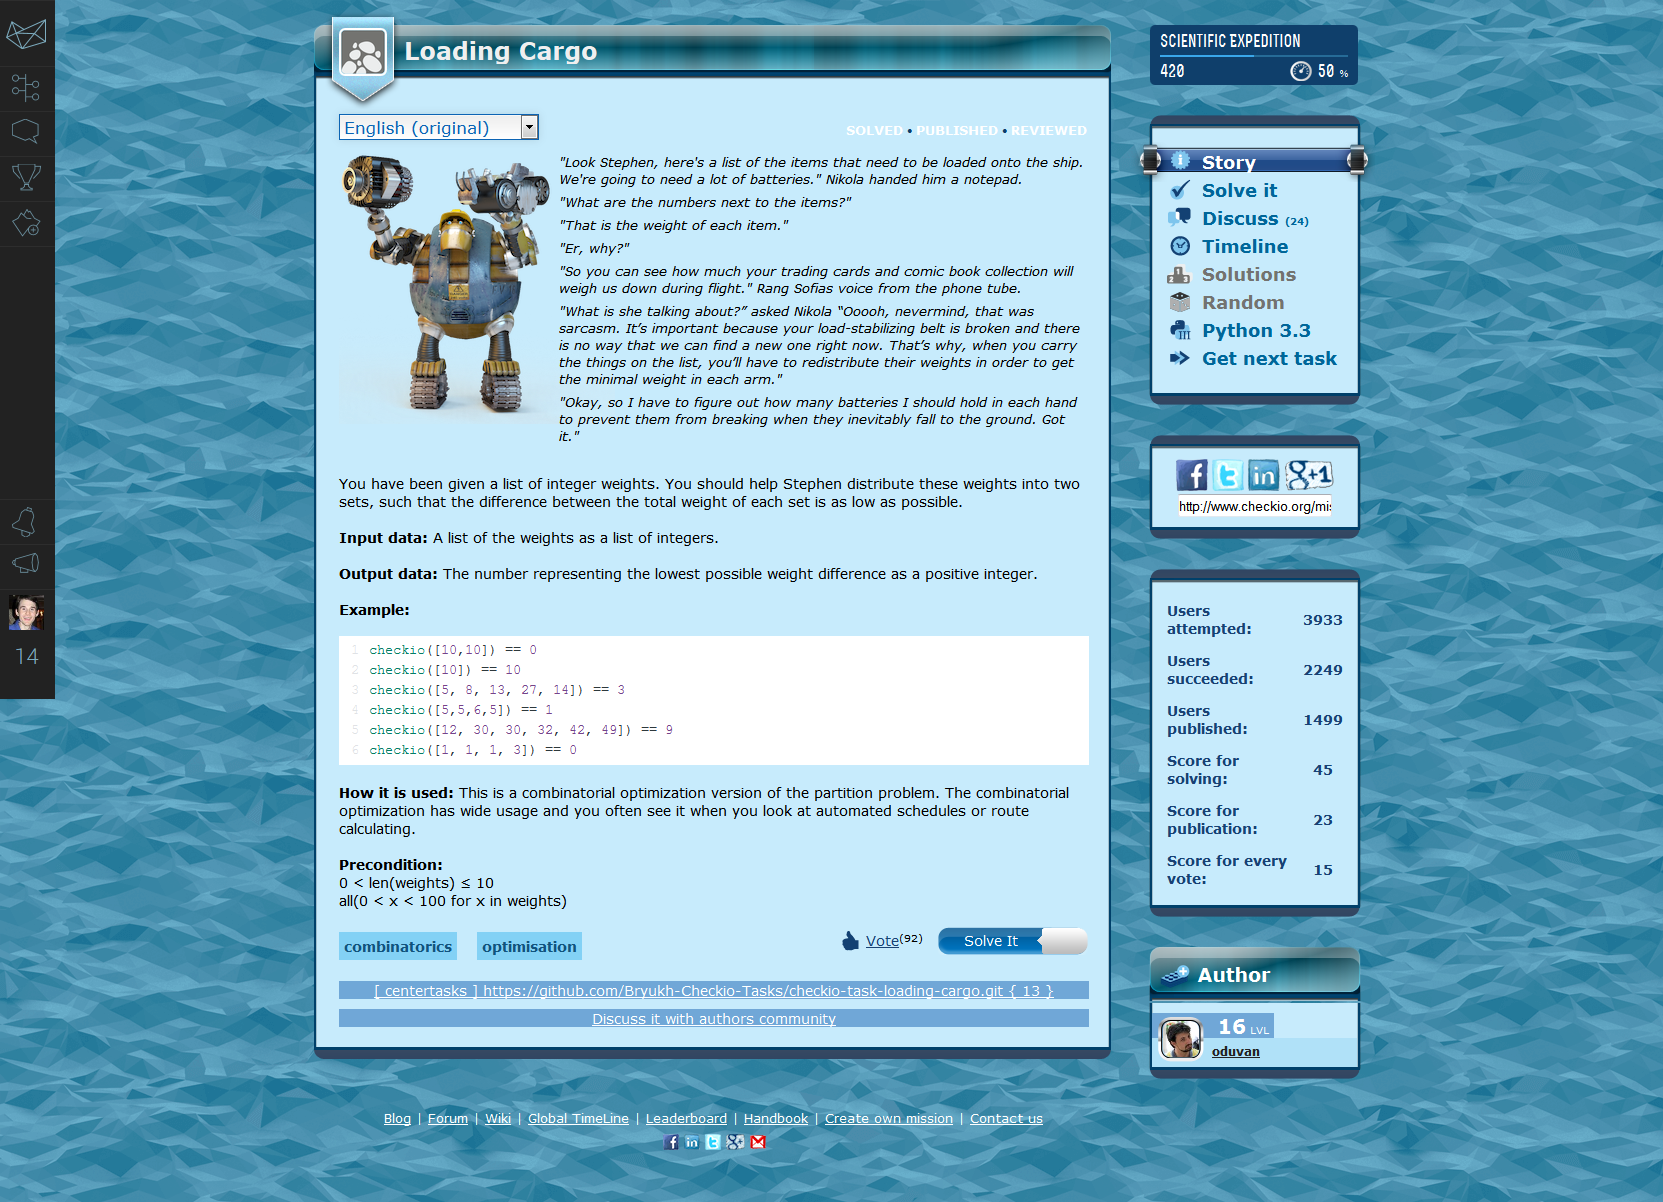 Loading Cargo
English (original)
SOLVED • PUBLISHED • REVIEWED
"Look Stephen, here's a list of the items that need to be loaded onto the ship.
We're going to need a lot of batteries." Nikola handed him a notepad.
"What are the numbers next to the items?"
"That is the weight of each item."
"Er, why?"
"So you can see how much your trading cards and comic book collection will
weigh us down during flight." Rang Sofias voice from the phone tube.
"What is she talking about?” asked Nikola “Ooooh, nevermind, that was
sarcasm. It’s important because your load-stabilizing belt is broken and there
is no way that we can find a new one right now. That’s why, when you carry
the things on the list, you’ll have to redistribute their weights in order to get
the minimal weight in each arm."
"Okay, so I have to figure out how many batteries I should hold in each hand
to prevent them from breaking when they inevitably fall to the ground. Got
it."
You have been given a list of integer weights. You should help Stephen distribute these weights into two
sets, such that the difference between the total weight of each set is as low as possible.
Input data: A list of the weights as a list of integers.
Output data: The number representing the lowest possible weight difference as a positive integer.
Example:
1 checkio([10,10]) == 0
2 checkio([10]) == 10
3 checkio([5, 8, 13, 27, 14]) == 3
4 checkio([5,5,6,5]) == 1
5 checkio([12, 30, 30, 32, 42, 49]) == 9
6 checkio([1, 1, 1, 3]) == 0
How it is used: This is a combinatorial optimization version of the partition problem. The combinatorial
optimization has wide usage and you often see it when you look at automated schedules or route
calculating.
Precondition:
0 < len(weights) ≤ 10
all(0 < x < 100 for x in weights)
combinatorics optimisation
Vote(92) Solve It
[ centertasks ] https://github.com/Bryukh-Checkio-Tasks/checkio-task-loading-cargo.git { 13 }
Discuss it with authors community
SCIENTIFIC EXPEDITION
420 50 %
Story
Solve it
Discuss (24)
Timeline
Solutions
Random
Python 3.3
Get next task
g+1
http://www.checkio.org/mi
Users
attempted: 3933
Users
succeeded: 2249
Users
published: 1499
Score for
solving: 45
Score for
publication: 23
Score for every
vote: 15
Author
16 LVL
oduvan
14
Blog | Forum | Wiki | Global TimeLine | Leaderboard | Handbook | Create own mission | Contact us